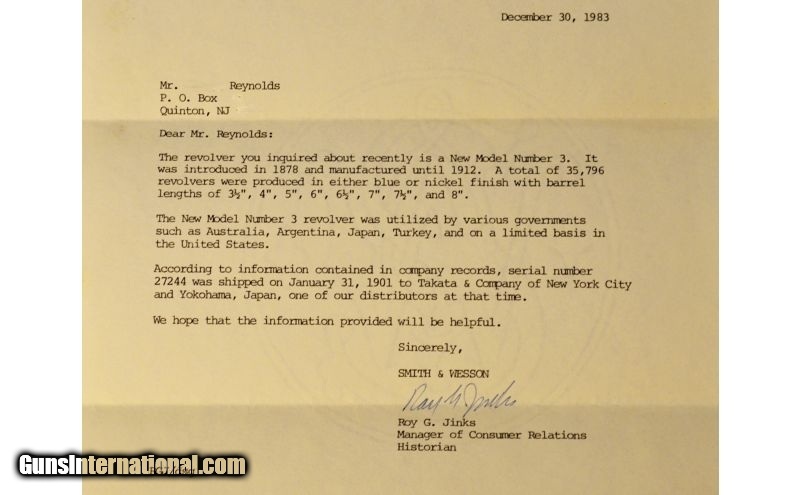 December 30, 1983
Mr. Reynolds
P. O. Box
Quinton, NJ
Dear Mr. Reynolds:
The revolver you inquired about recently is a New Model Number 3. It
was introduced in 1878 and manufactured until 1912. A total of 35,796
revolvers were produced in either blue or nickel finish with barrel
lengths of 3½", 4", 5", 6", 6½", 7", 7½", and 8".
The New Model Number 3 revolver was utilized by various governments
such as Australia, Argentina, Japan, Turkey, and on a limited basis in
the United States.
According to information contained in company records, serial number
27244 was shipped on January 31, 1901 to Takata & Company of New York City
and Yokohama, Japan, one of our distributors at that time.
We hope that the information provided will be helpful.
Sincerely,
SMITH & WESSON
Roy G. Jinks
Roy G. Jinks
Manager of Consumer Relations
Historian
GunsInternational.com